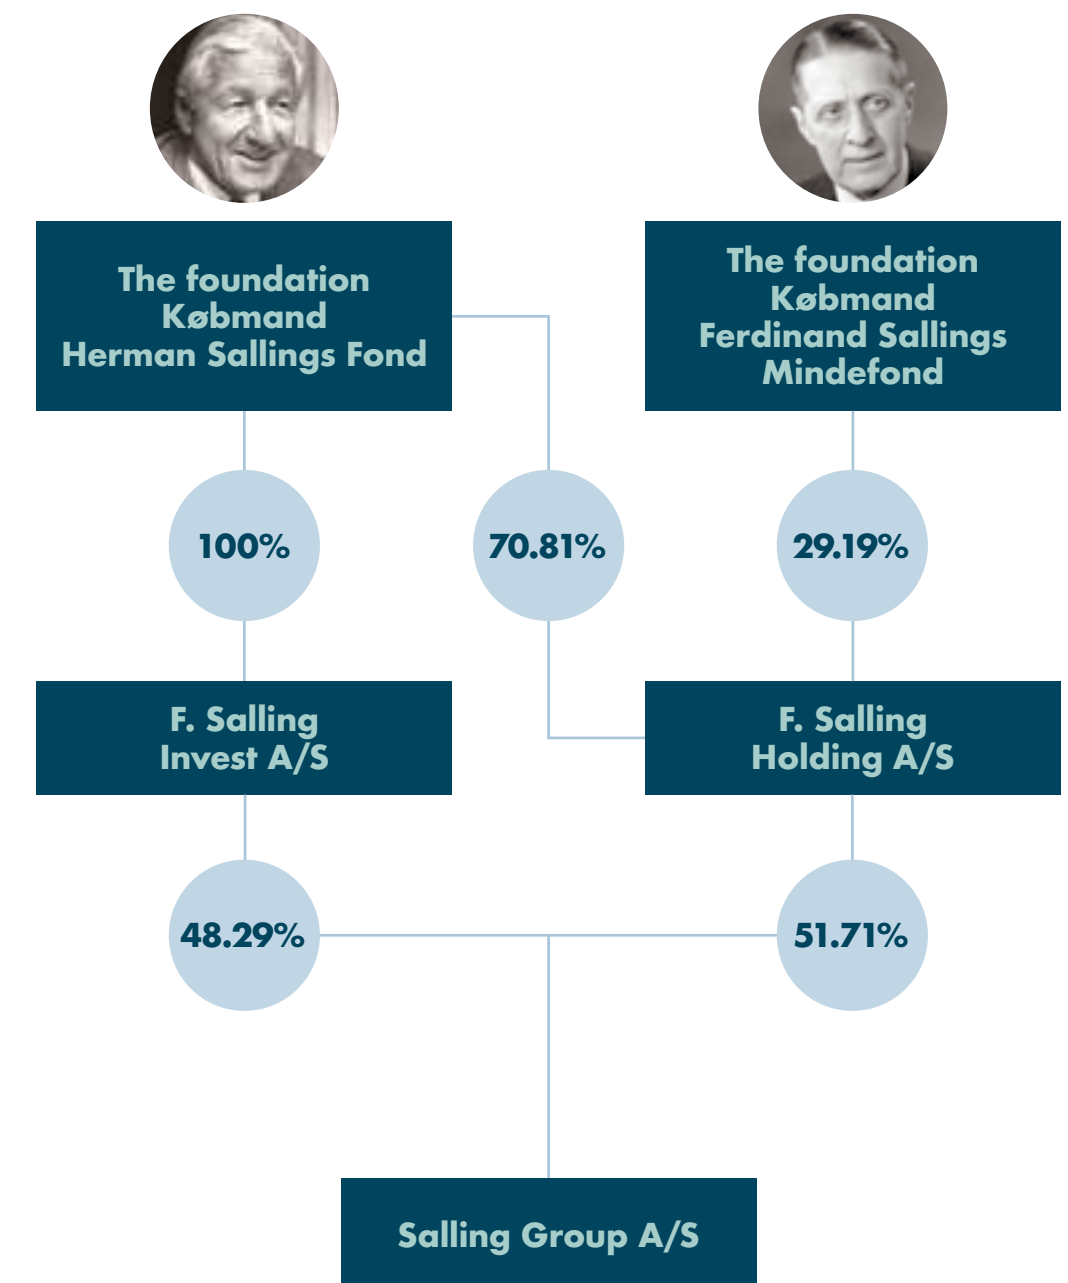 The foundation
Købmand
Herman Sallings Fond
The foundation
Købmand
Ferdinand Sallings
Mindefond
100%
70.81%
29.19%
F. Salling
Invest A/S
F. Salling
Holding A/S
48.29%
51.71%
Salling Group A/S